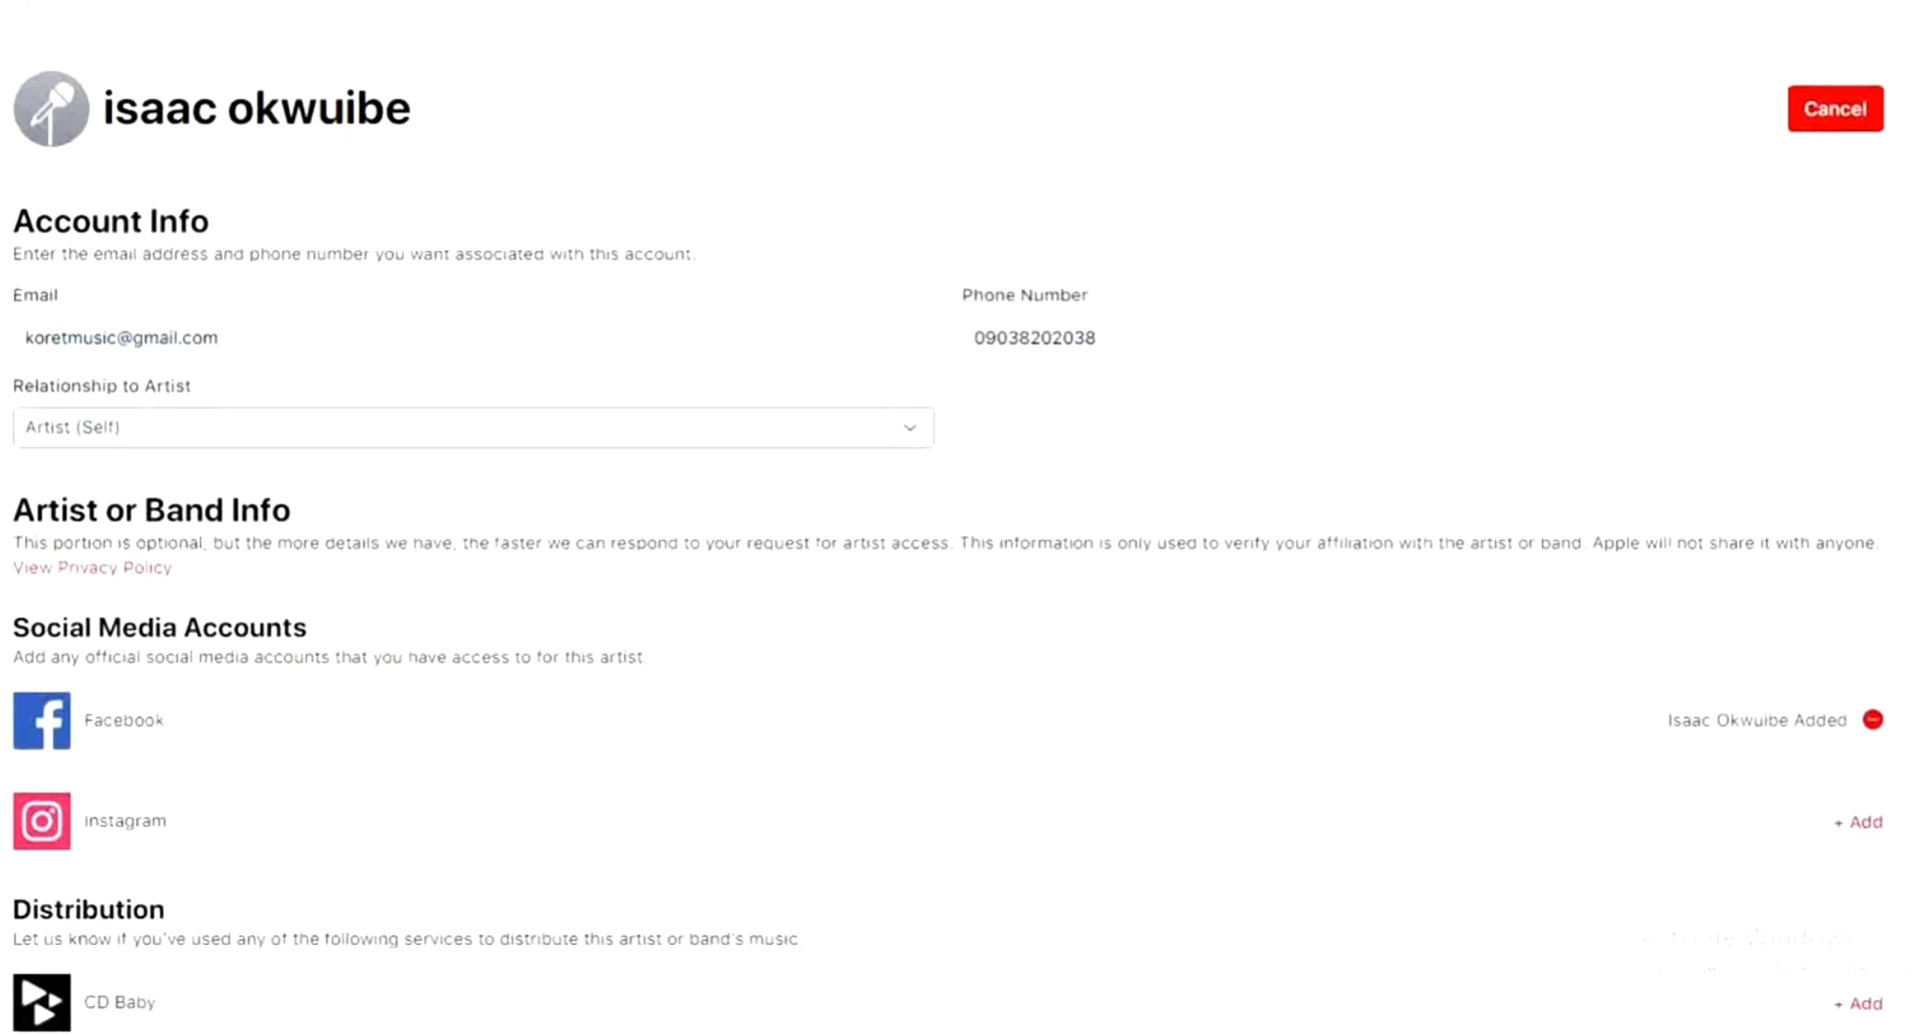 isaac okwuibe
Cancel
Account Info
Enter the email address and phone number you want associated with this account.
Email
Phone Number
koretmusic@gmail.com
09038202038
Relationship to Artist
Artist (Self)
Artist or Band Info
This portion is optional, but the more details we have, the faster we can respond to your request for artist access. This information is only used to verify your affiliation with the artist or band. Apple will not share it with anyone.
View Privacy Policy
Social Media Accounts
Add any official social media accounts that you have access to for this artist.
Facebook
Isaac Okwuibe Added
Instagram
+ Add
Distribution
Let us know if you've used any of the following services to distribute this artist or band's music.
CD Baby
+ Add